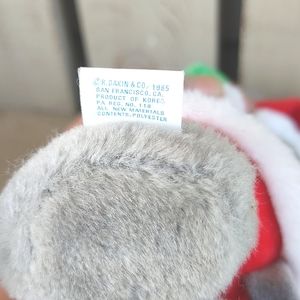 © R. DAKIN & CO. 1985
SAN FRANCISCO, CA.
PRODUCT OF KOREA
PA. REG. NO. 118
ALL NEW MATERIALS
CONTENTS: POLYESTER